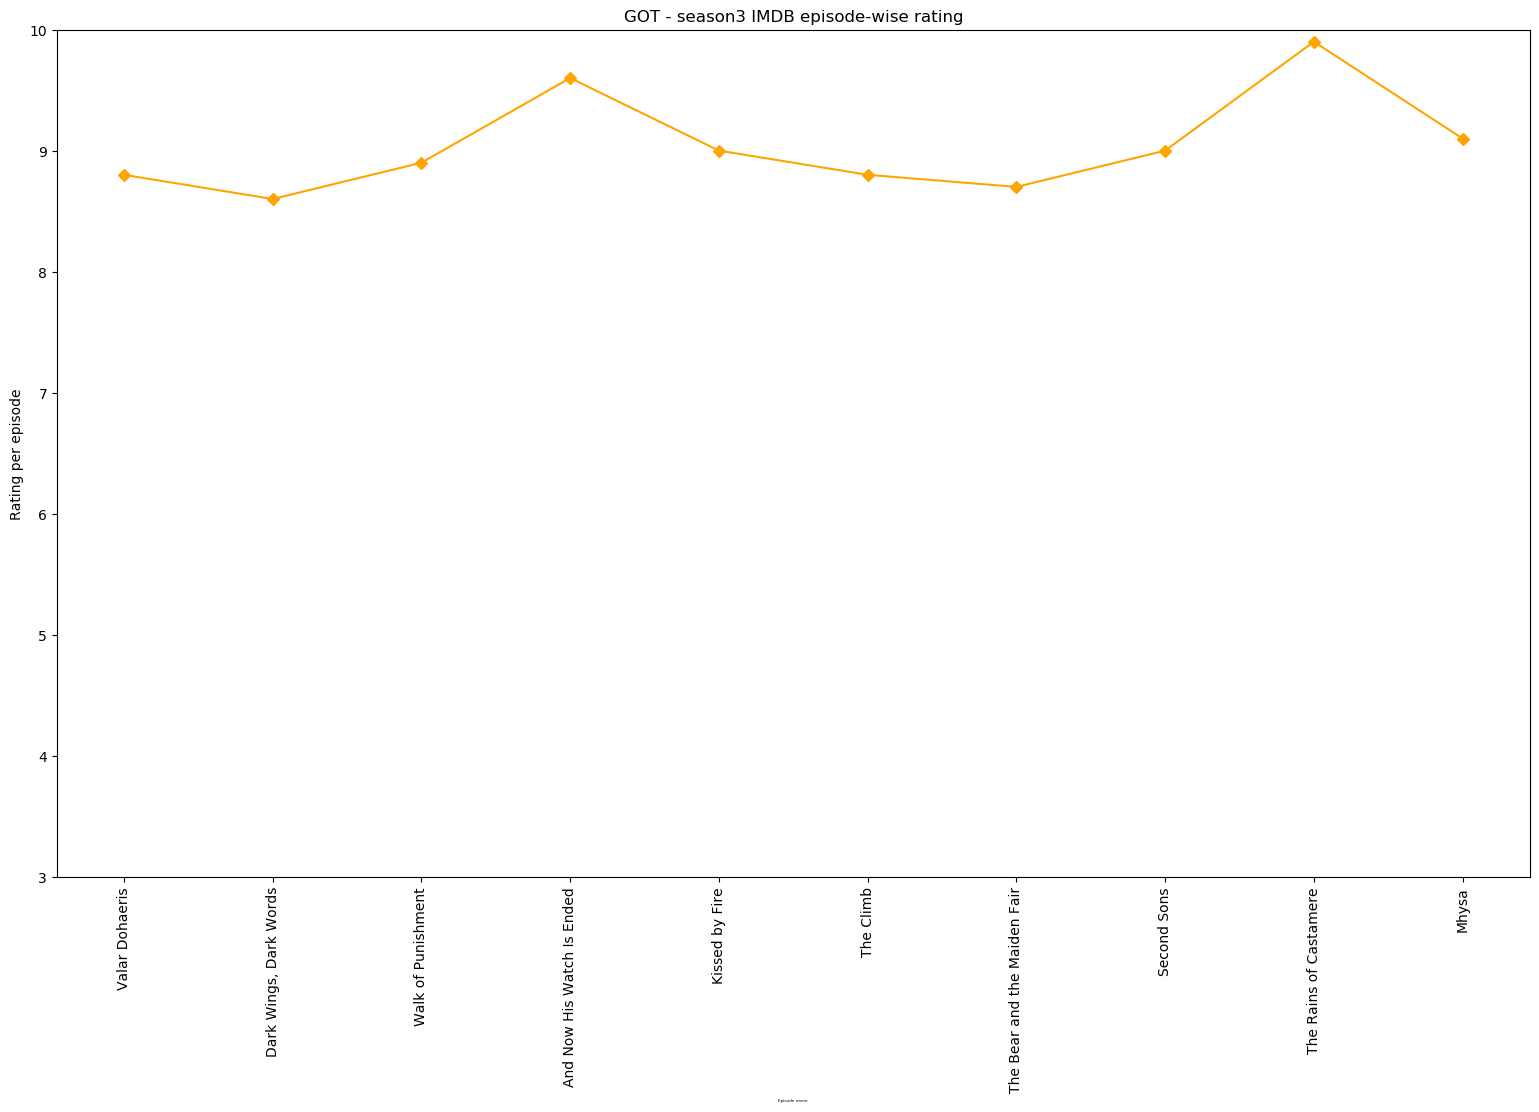 GOT - season3 IMDB episode-wise rating
10
9
8
7
6
5
4
3
Rating per episode
Valar Dohaeris
Dark Wings, Dark Words
Walk of Punishment
And Now His Watch Is Ended
Kissed by Fire
The Climb
The Bear and the Maiden Fair
Second Sons
The Rains of Castamere
Mhysa
Episode name